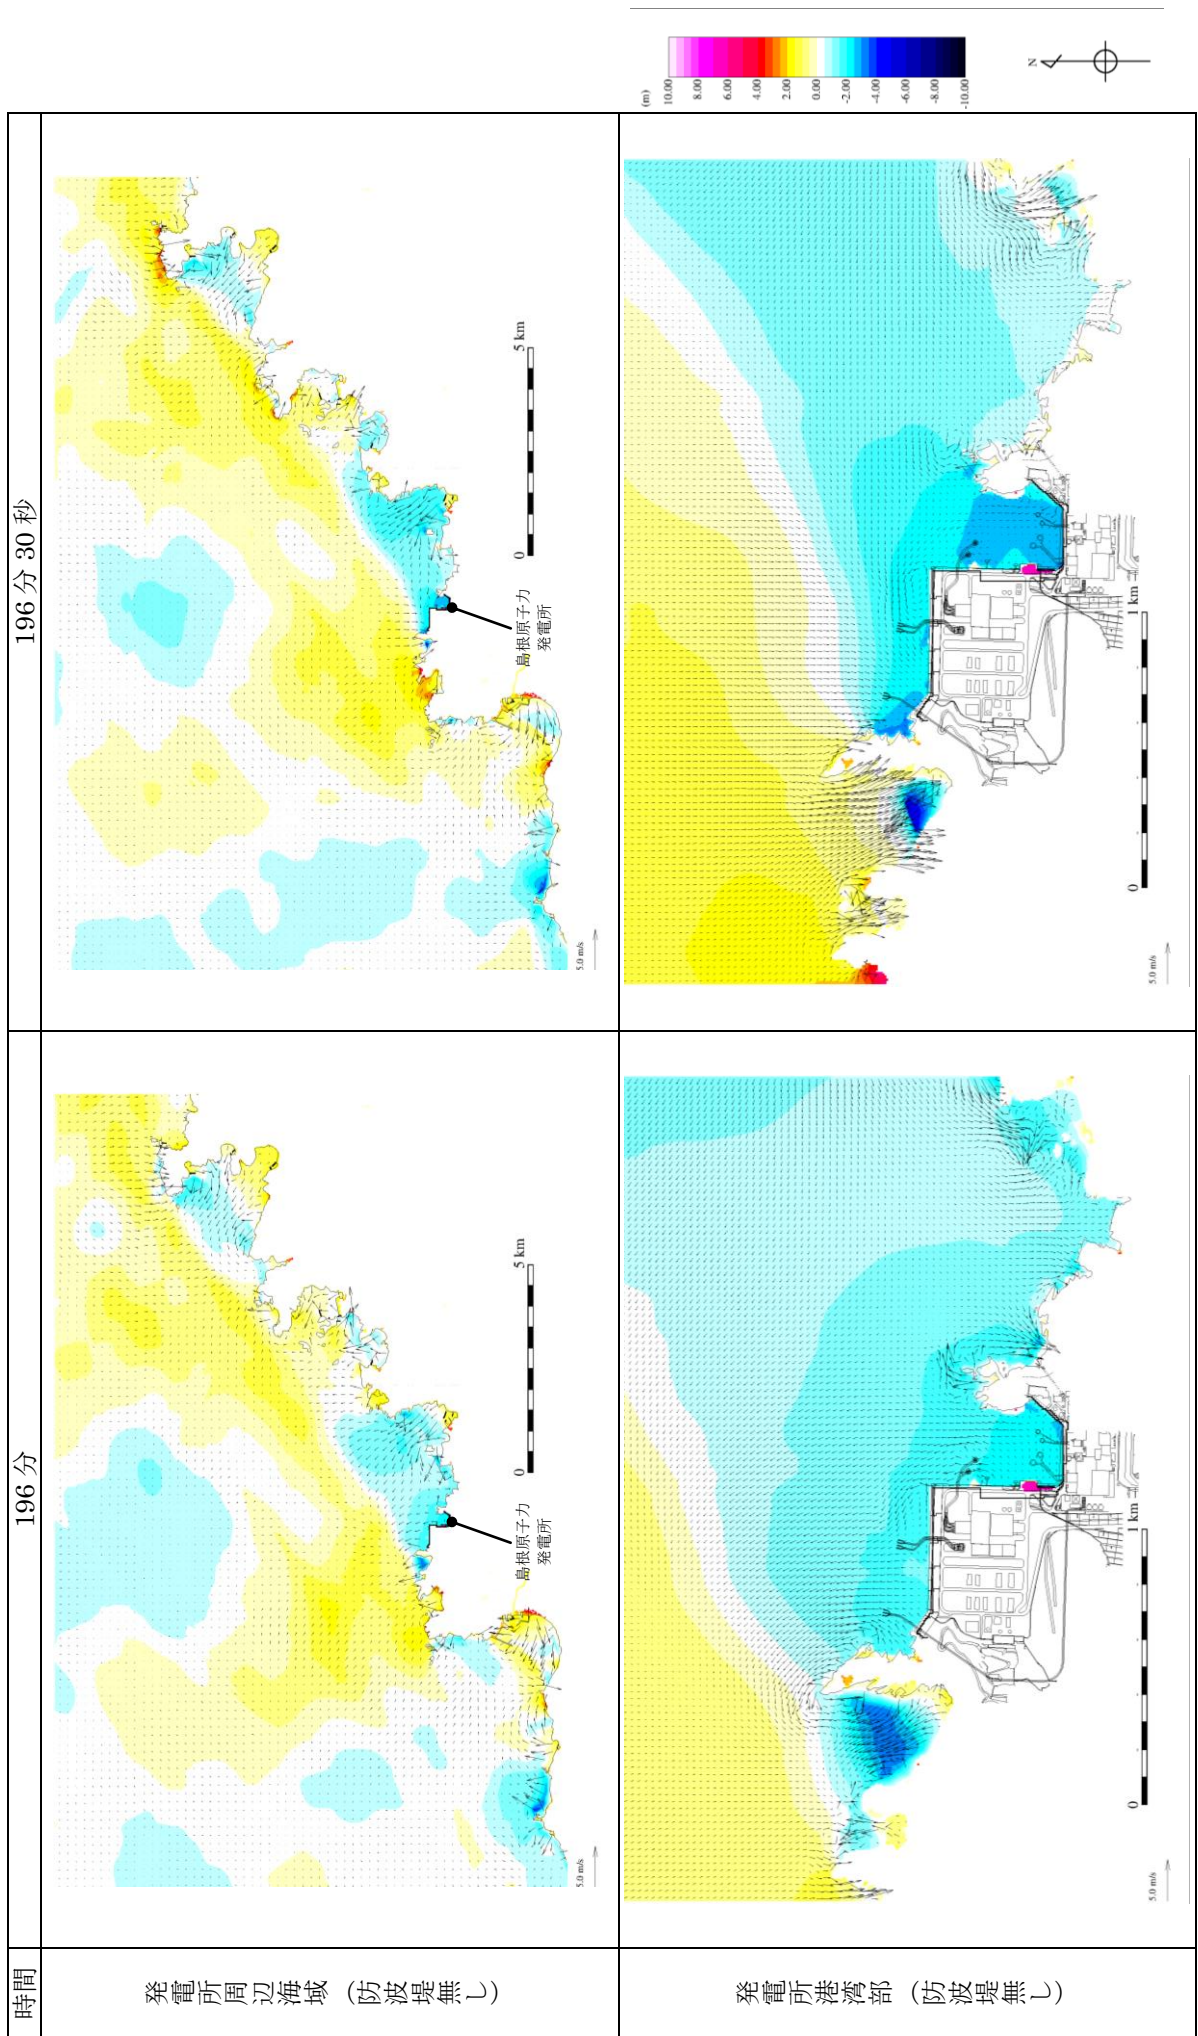 時間
196分
196分30秒
発電所周辺海域（防波堤無し）
島根原子力
発電所
0
5 km
5.0 m/s
島根原子力
発電所
0
5 km
5.0 m/s
発電所港湾部（防波堤無し）
0
1 km
5.0 m/s
0
1 km
5.0 m/s
(m)
10.00
8.00
6.00
4.00
2.00
0.00
-2.00
-4.00
-6.00
-8.00
-10.00
N